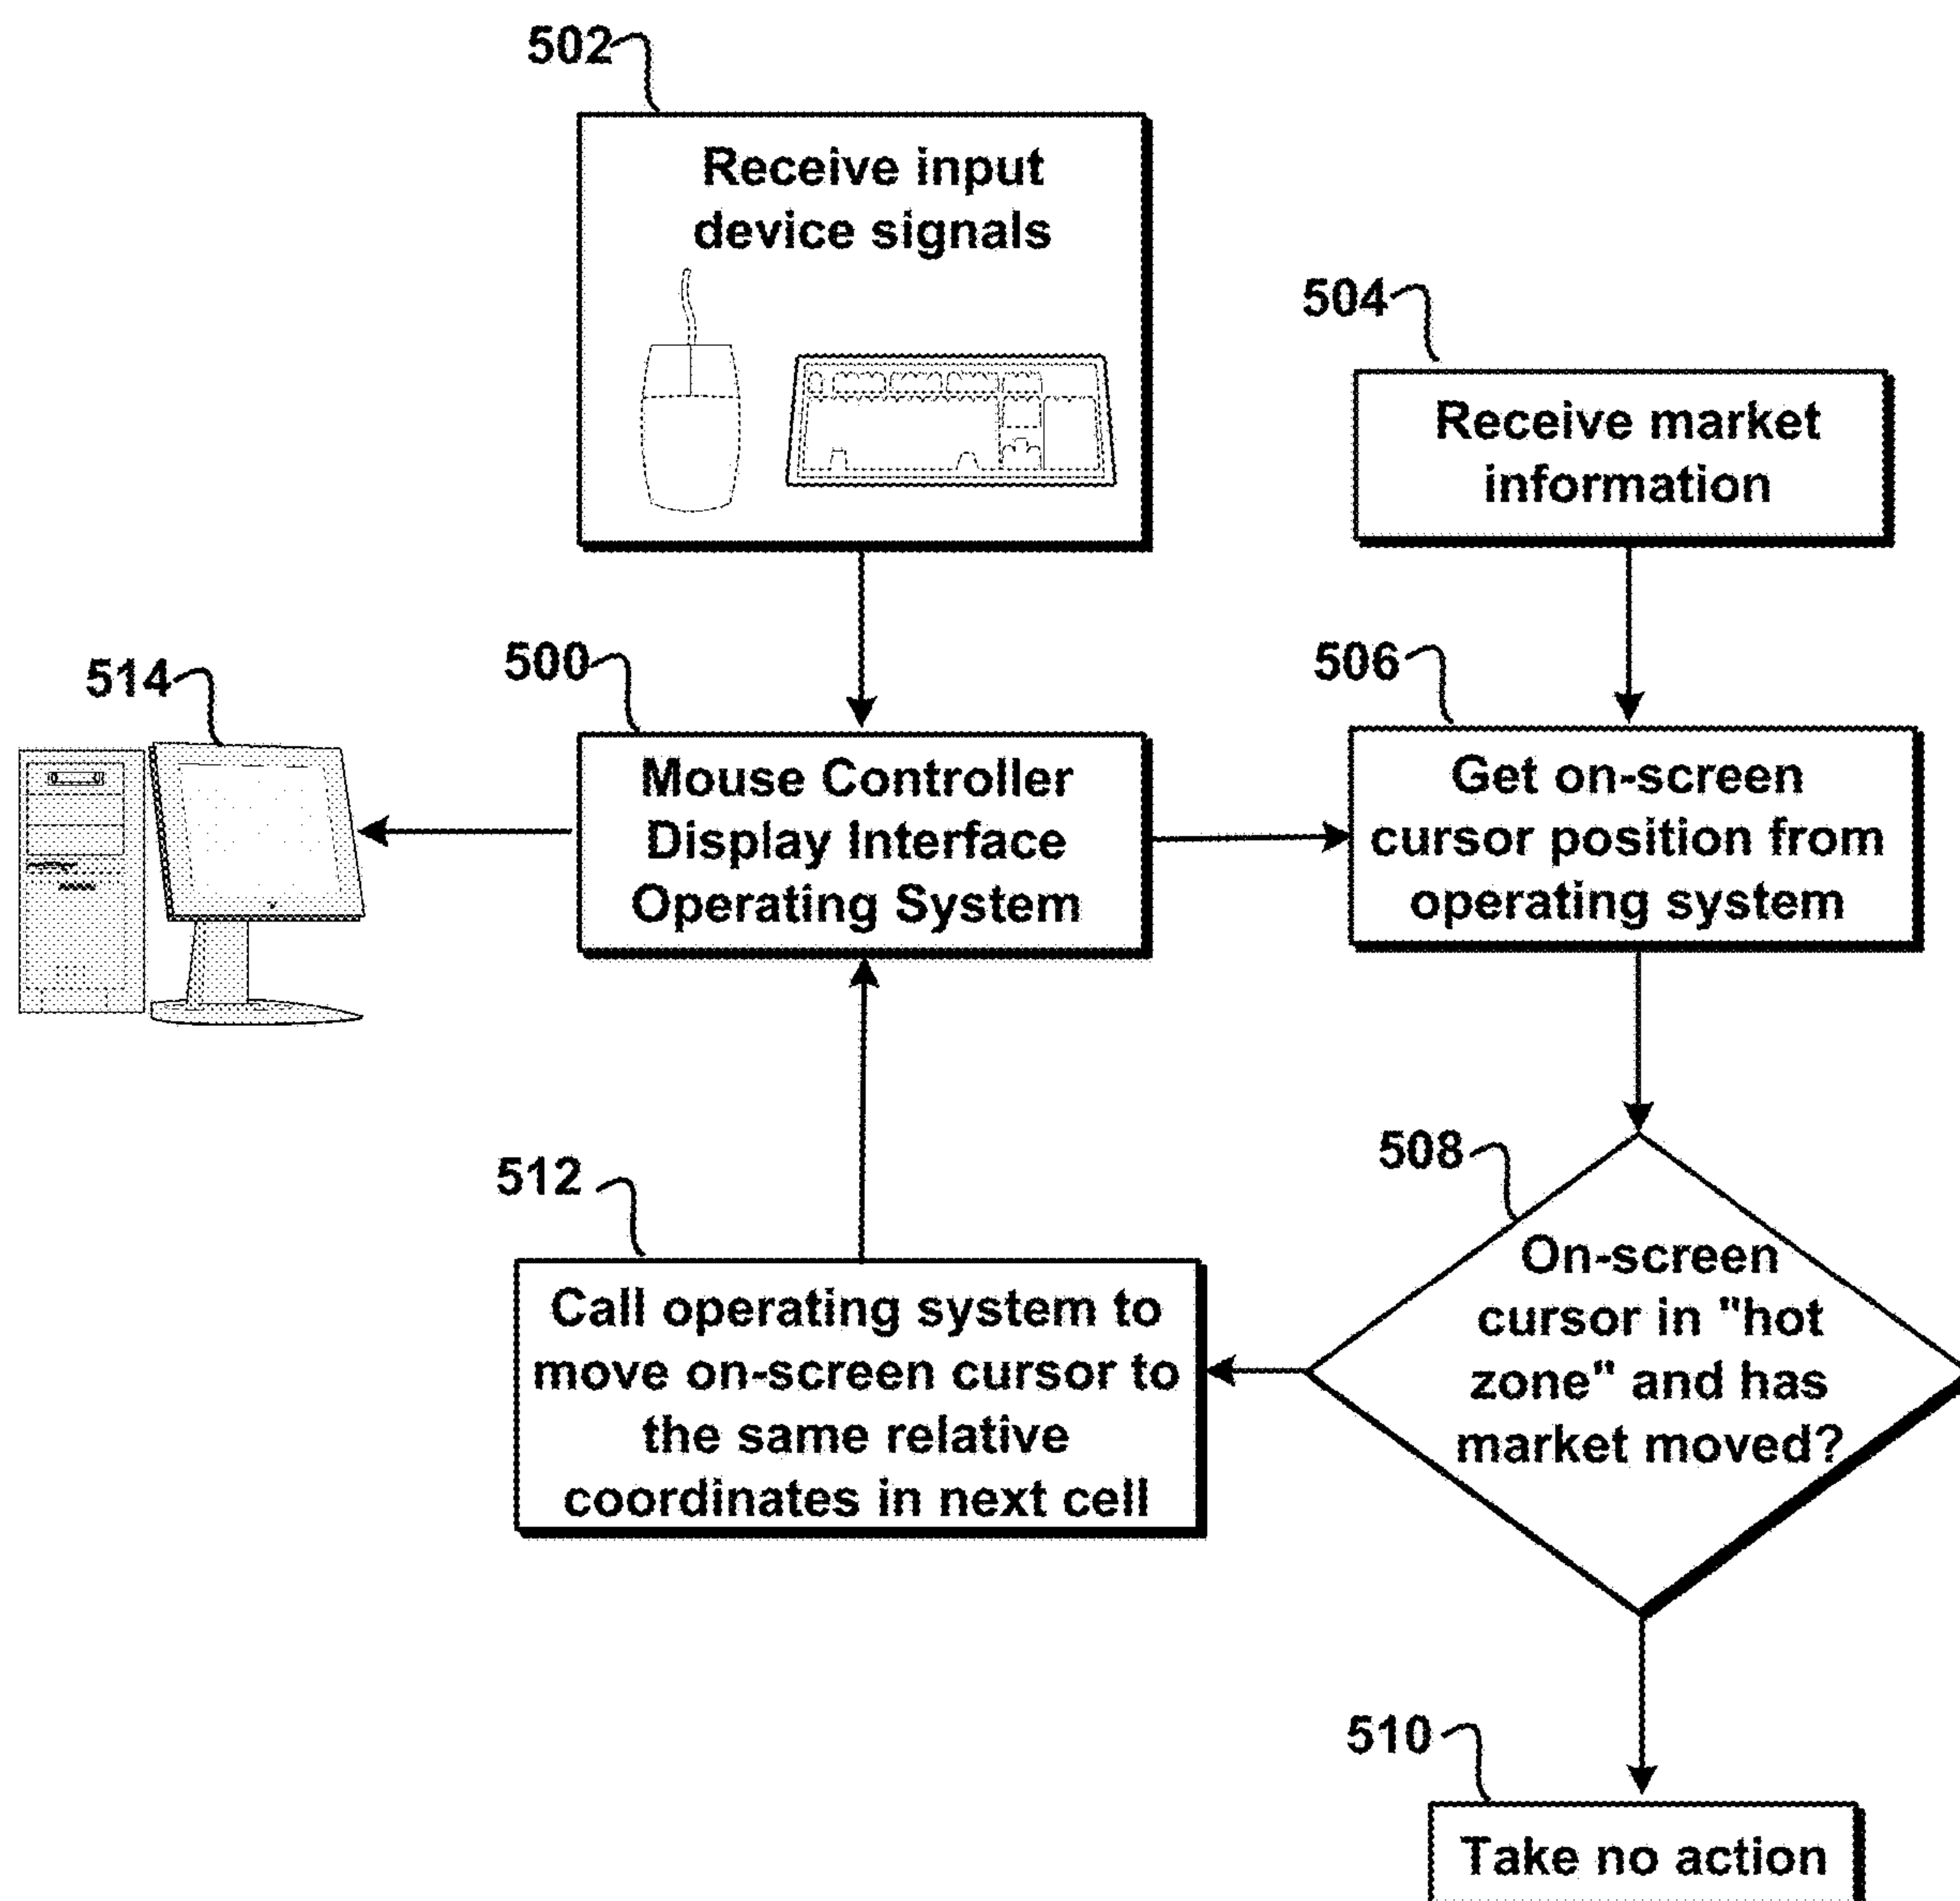 502
Receive input
device signals
504
Receive market
information
514
500
Mouse Controller
Display Interface
Operating System
506
Get on-screen
cursor position from
operating system
508
On-screen
cursor in "hot
zone" and has
market moved?
512
Call operating system to
move on-screen cursor to
the same relative
coordinates in next cell
510
Take no action